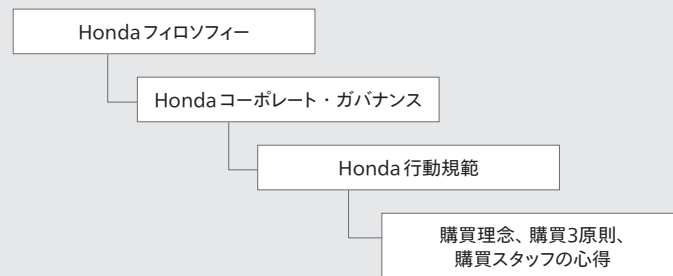 Hondaフィロソフィー
Hondaコーポレート・ガバナンス
Honda行動規範
購買理念、購買3原則、
購買スタッフの心得